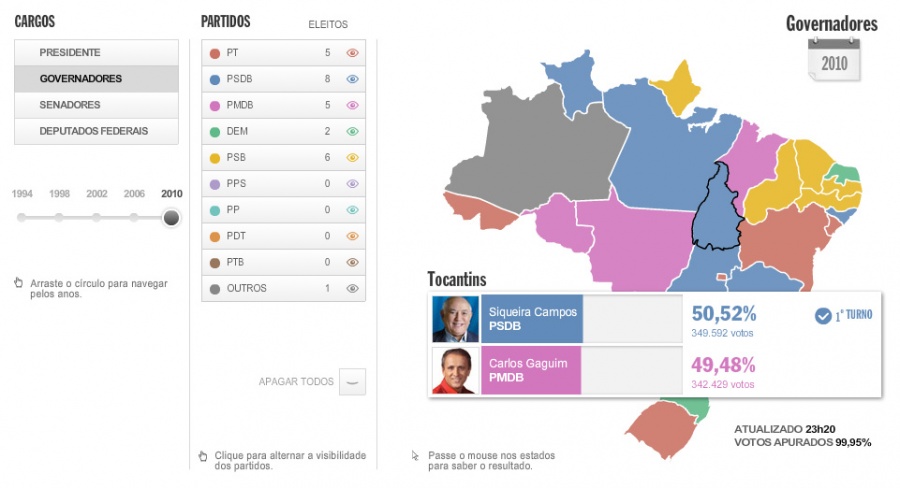 CARGOS
PRESIDENTE
GOVERNADORES
SENADORES
DEPUTADOS FEDERAIS
1994 1998 2002 2006 2010
Arraste o círculo para navegar
pelos anos.
PARTIDOS ELEITOS
PT 5
PSDB 8
PMDB 5
DEM 2
PSB 6
PPS 0
PP 0
PDT 0
PTB 0
OUTROS 1
APAGAR TODOS
Clique para alternar a visibilidade
dos partidos.
Governadores
2010
Tocantins
Siqueira Campos 50,52% 1º TURNO
PSDB 349.592 votos
Carlos Gaguim 49,48%
PMDB 342.429 votos
ATUALIZADO 23h20
VOTOS APURADOS 99,95%
Passe o mouse nos estados
para saber o resultado.